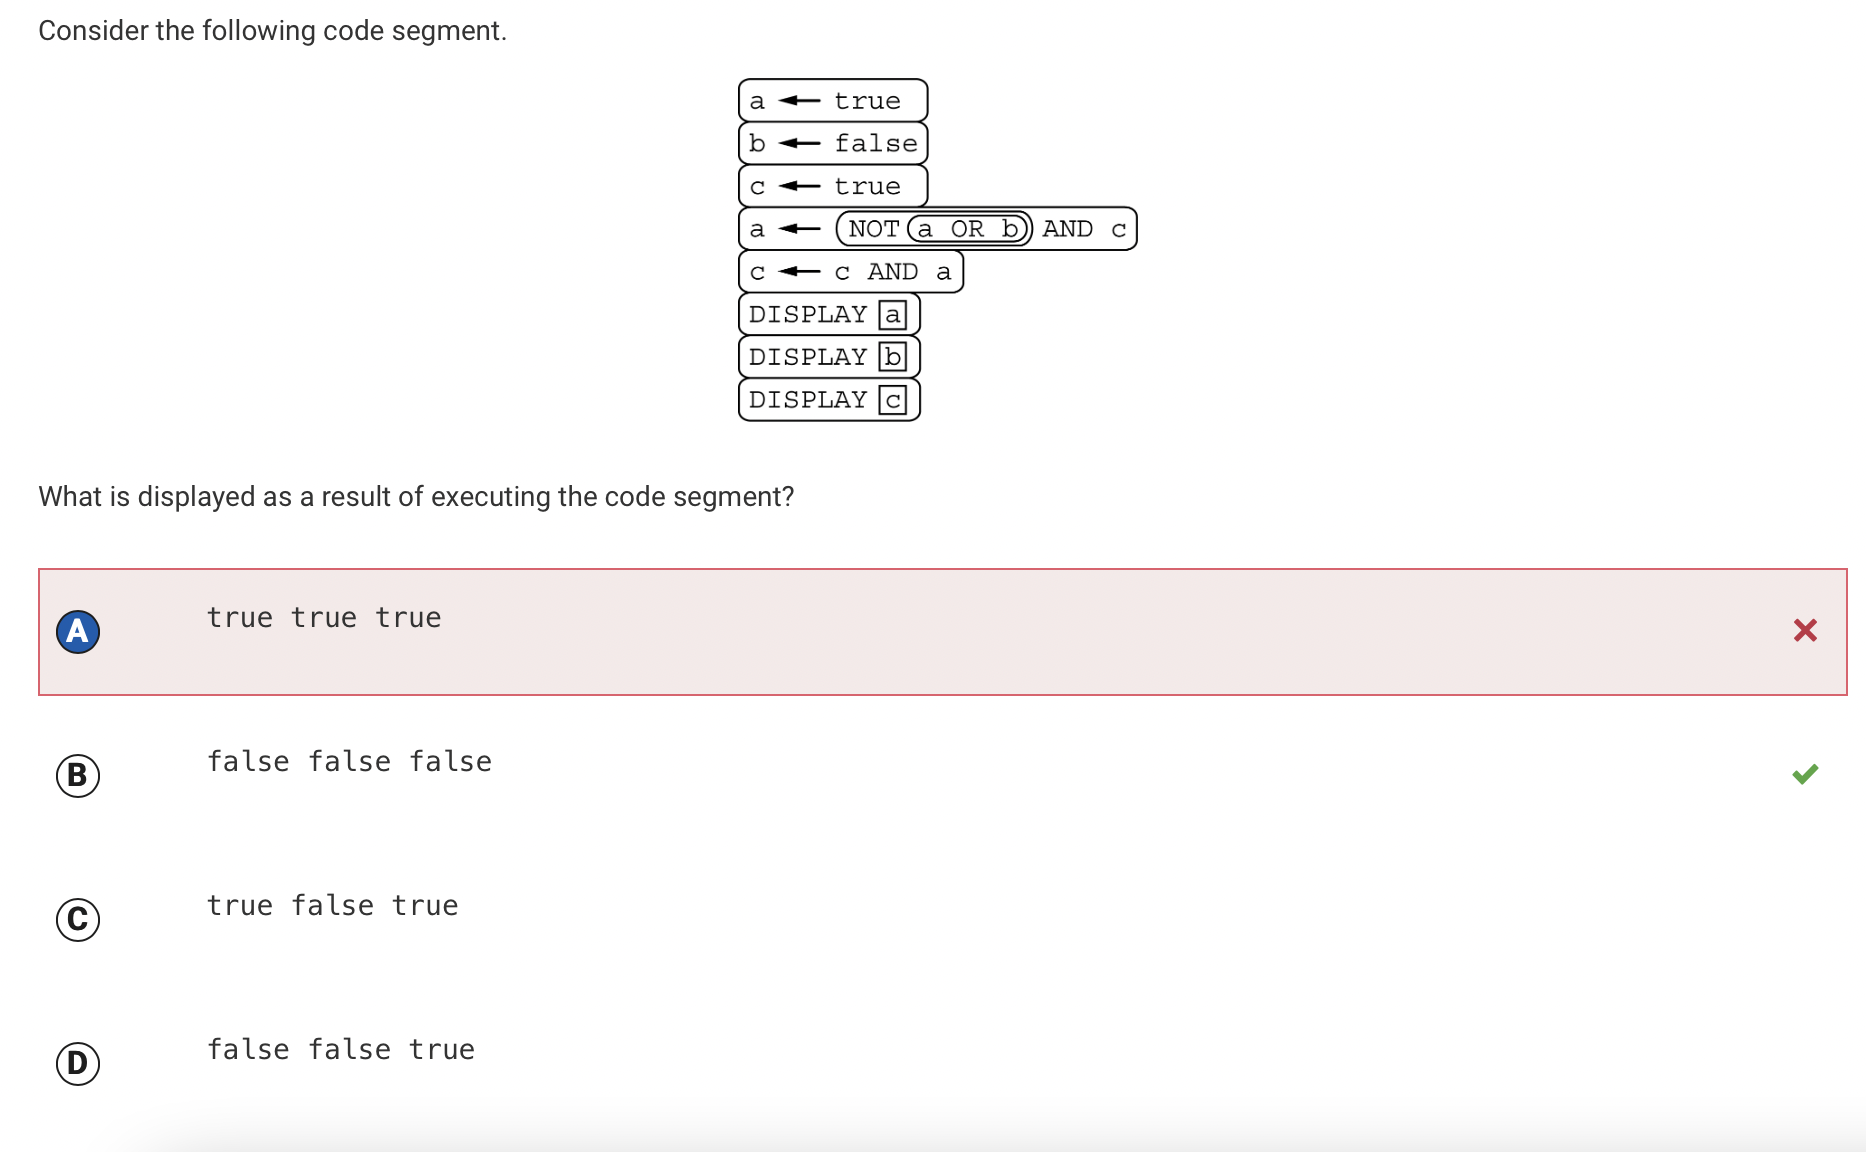 Consider the following code segment.
a ← true
b ← false
c ← true
a ← NOT a OR b AND c
c ← c AND a
DISPLAY a
DISPLAY b
DISPLAY c
What is displayed as a result of executing the code segment?
A true true true
B false false false
C true false true
D false false true